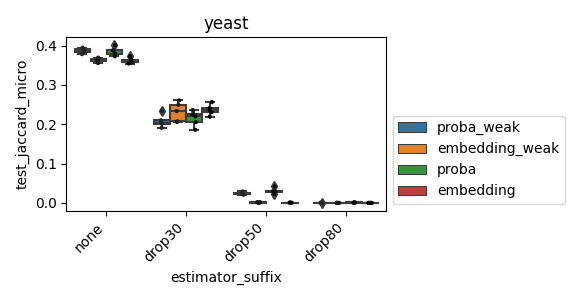 yeast
test_jaccard_micro
0.4
0.3
0.2
0.1
0.0
none
drop30
drop50
drop80
estimator_suffix
proba_weak
embedding_weak
proba
embedding